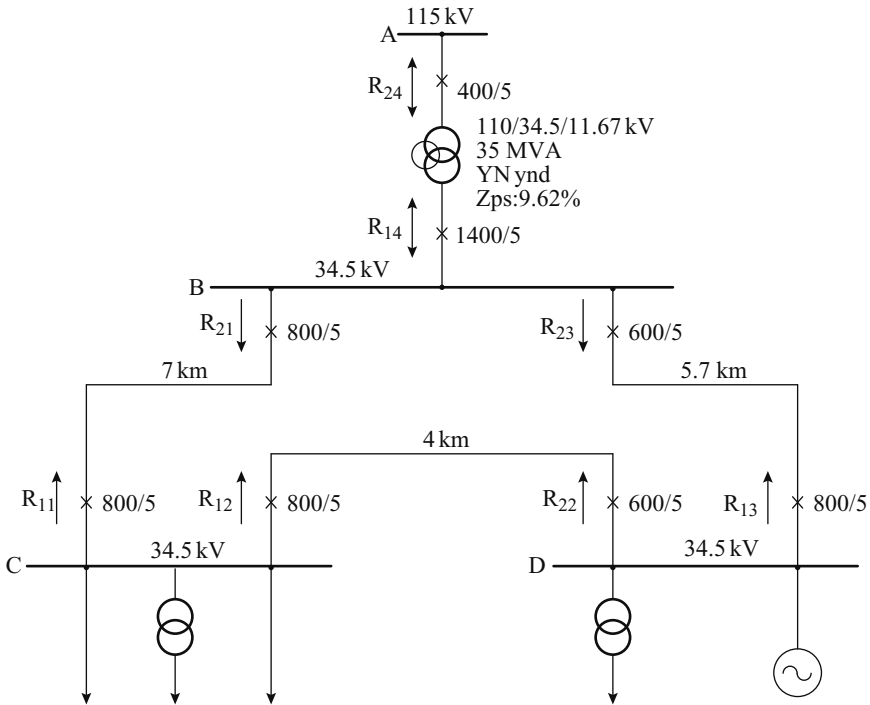 115 kV
A
R24
400/5
110/34.5/11.67 kV
35 MVA
YN ynd
Zps:9.62%
R14
1400/5
34.5 kV
B
R21
800/5
R23
600/5
7 km
5.7 km
4 km
R11
800/5
R12
800/5
R22
600/5
R13
800/5
34.5 kV
C
D
34.5 kV